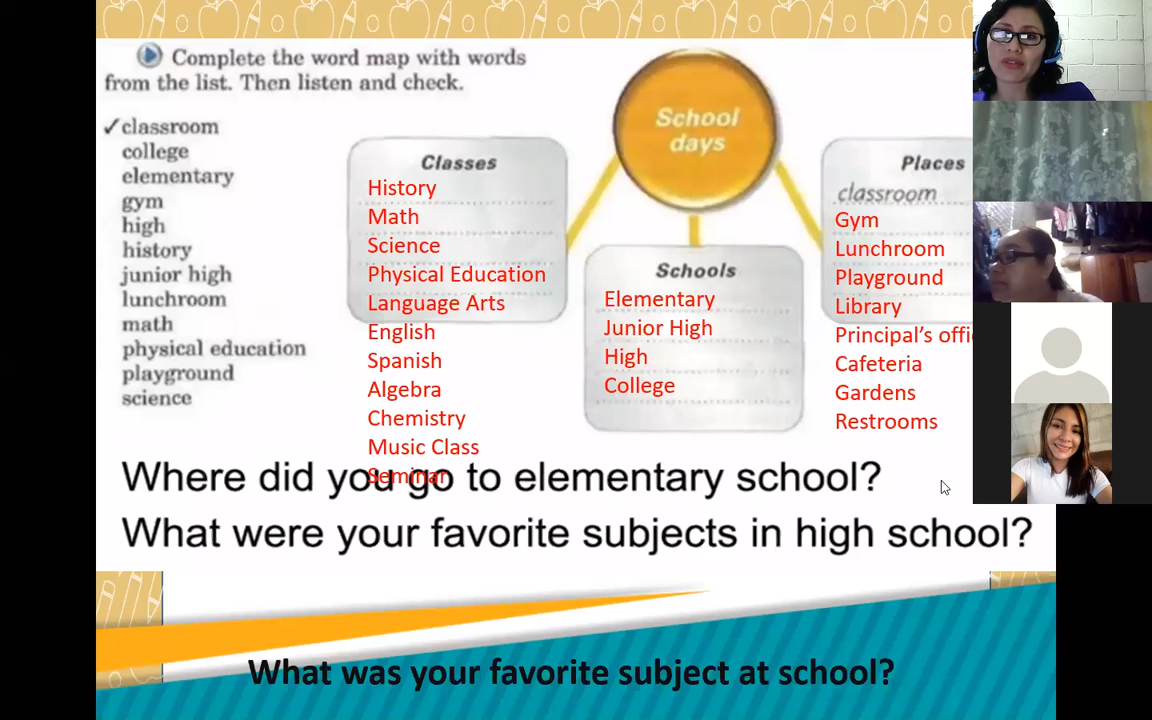 Complete the word map with words
from the list. Then listen and check.
✓classroom
college
elementary
gym
high
history
junior high
lunchroom
math
physical education
playground
science
School
days
Classes
History
Math
Science
Physical Education
Language Arts
English
Spanish
Algebra
Chemistry
Music Class
Seminar
Schools
Elementary
Junior High
High
College
Places
classroom
Gym
Lunchroom
Playground
Library
Principal's offi
Cafeteria
Gardens
Restrooms
Where did you go to elementary school?
What were your favorite subjects in high school?
What was your favorite subject at school?